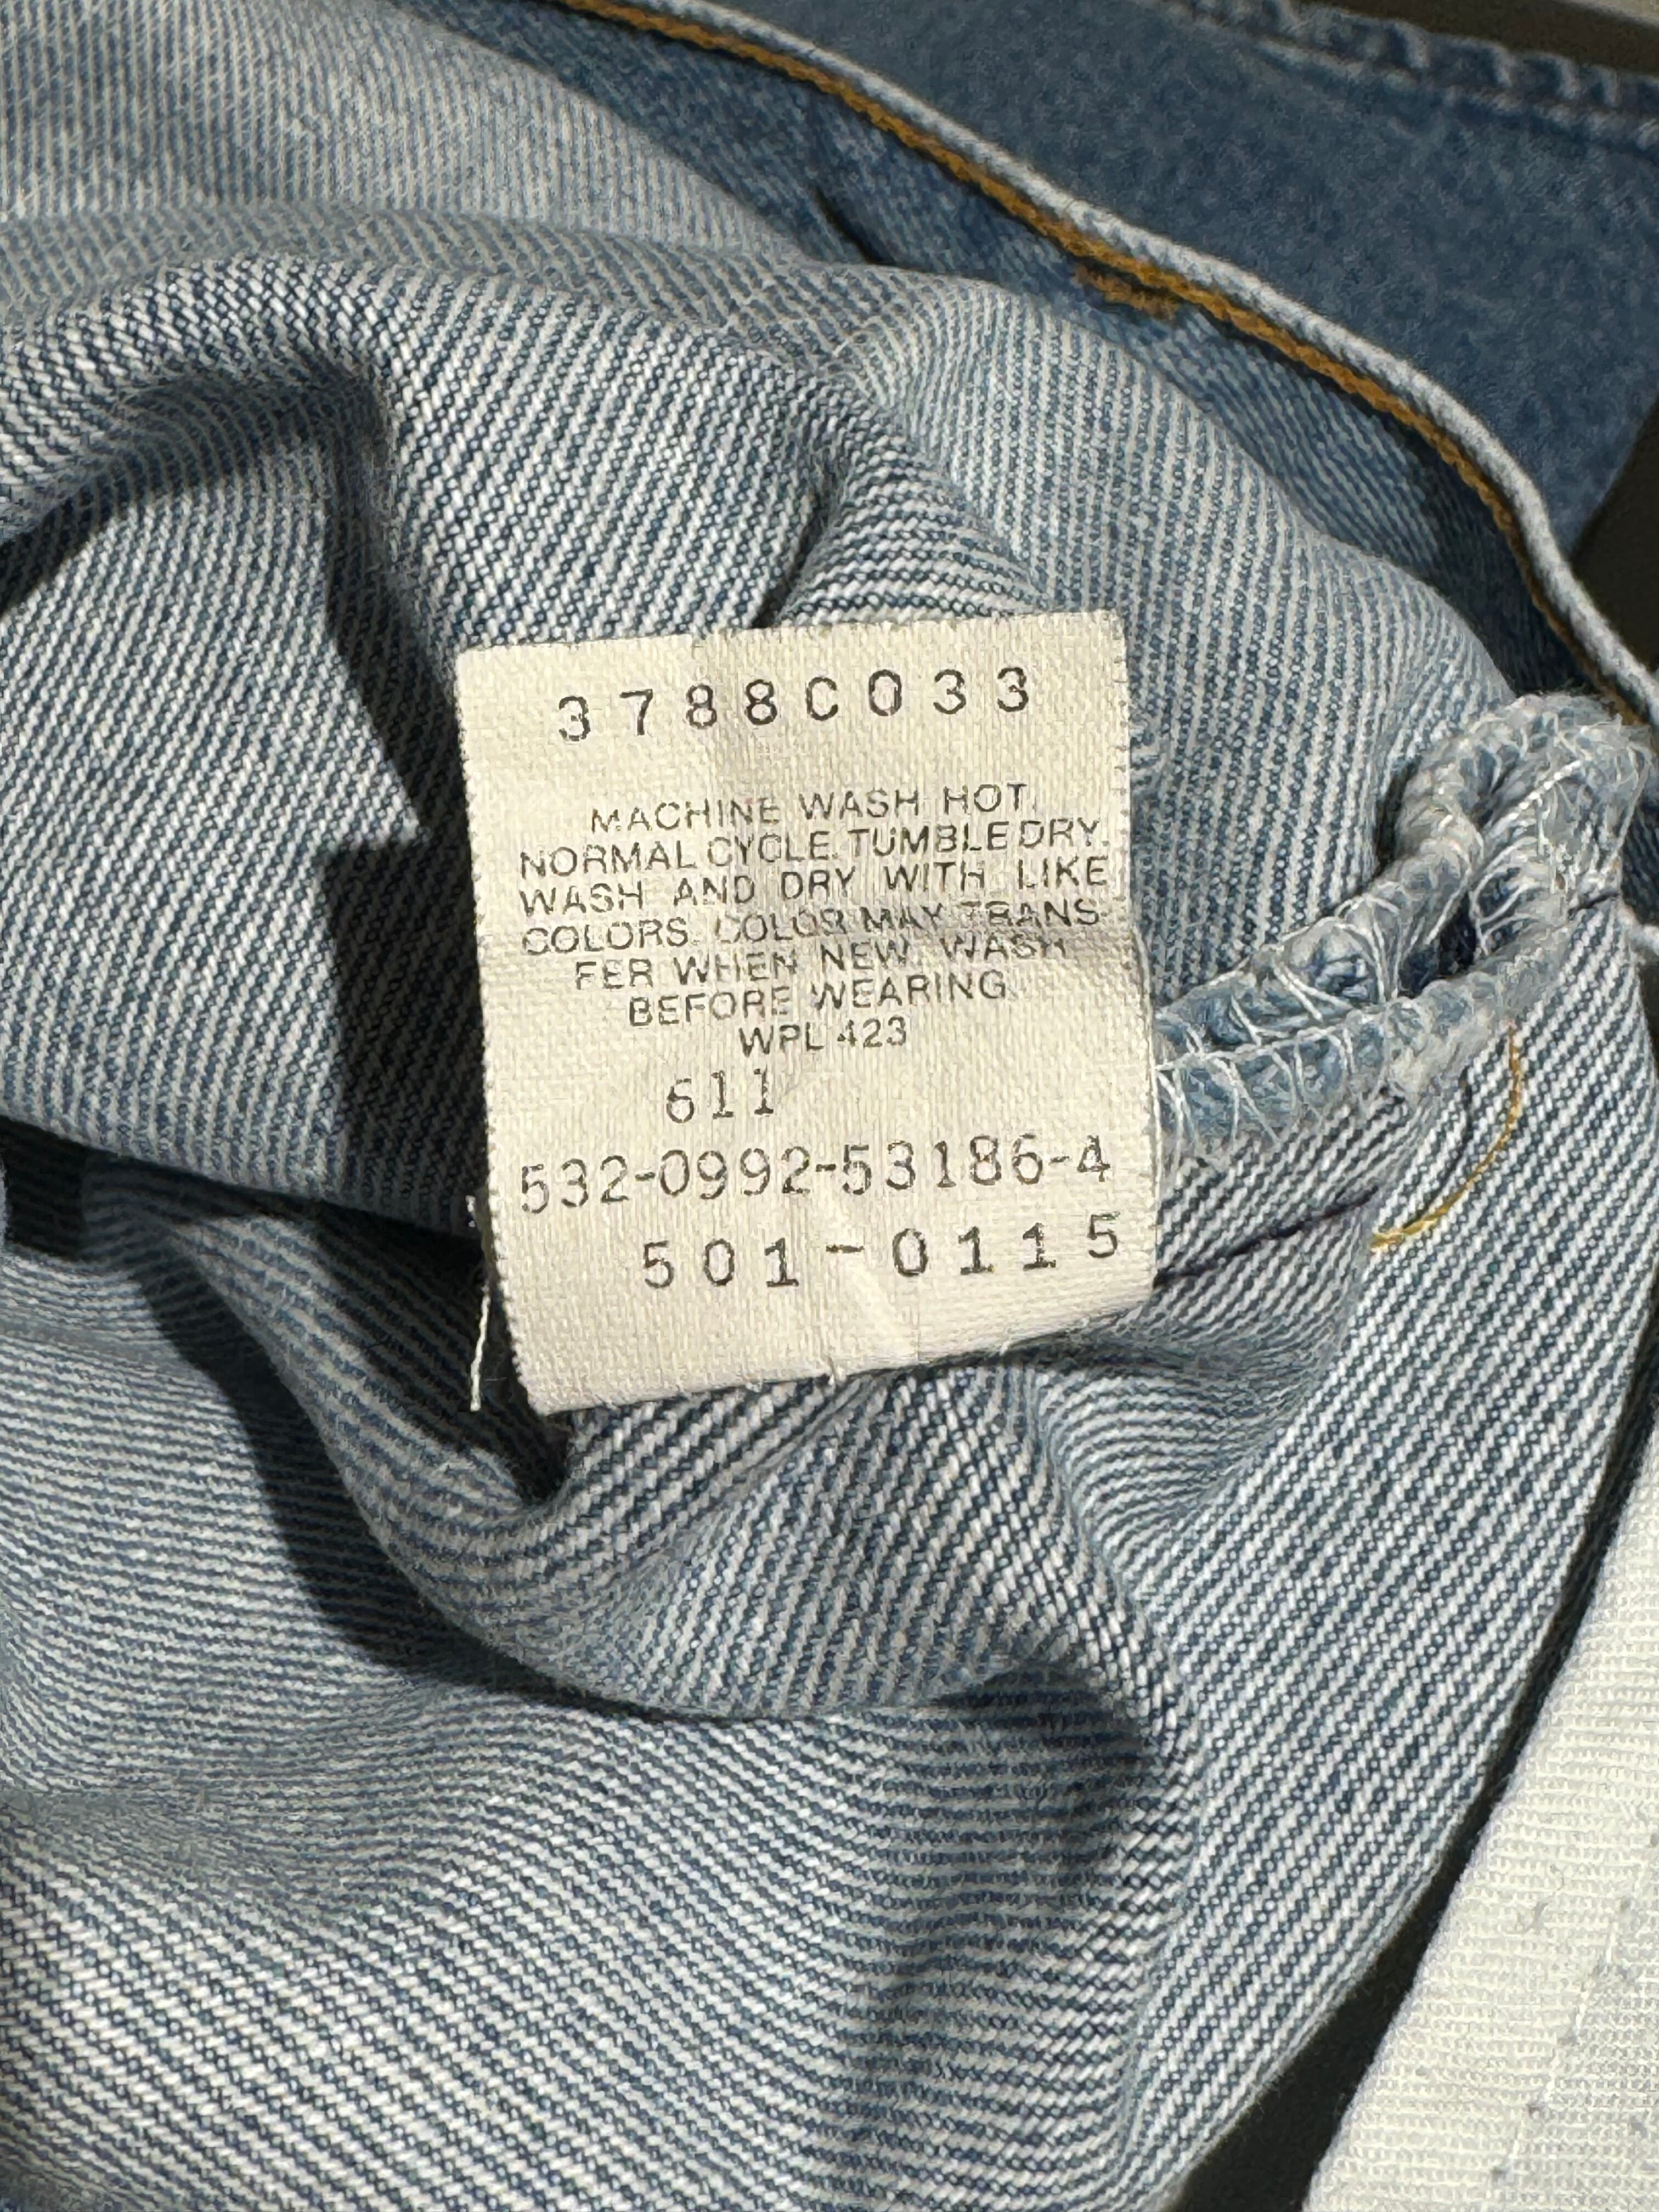 3788C033
MACHINE WASH HOT,
NORMAL CYCLE. TUMBLE DRY.
WASH AND DRY WITH LIKE
COLORS. COLOR MAY TRANS-
FER WHEN NEW. WASH
BEFORE WEARING.
WPL 423
611
532-0992-53186-4
501-0115